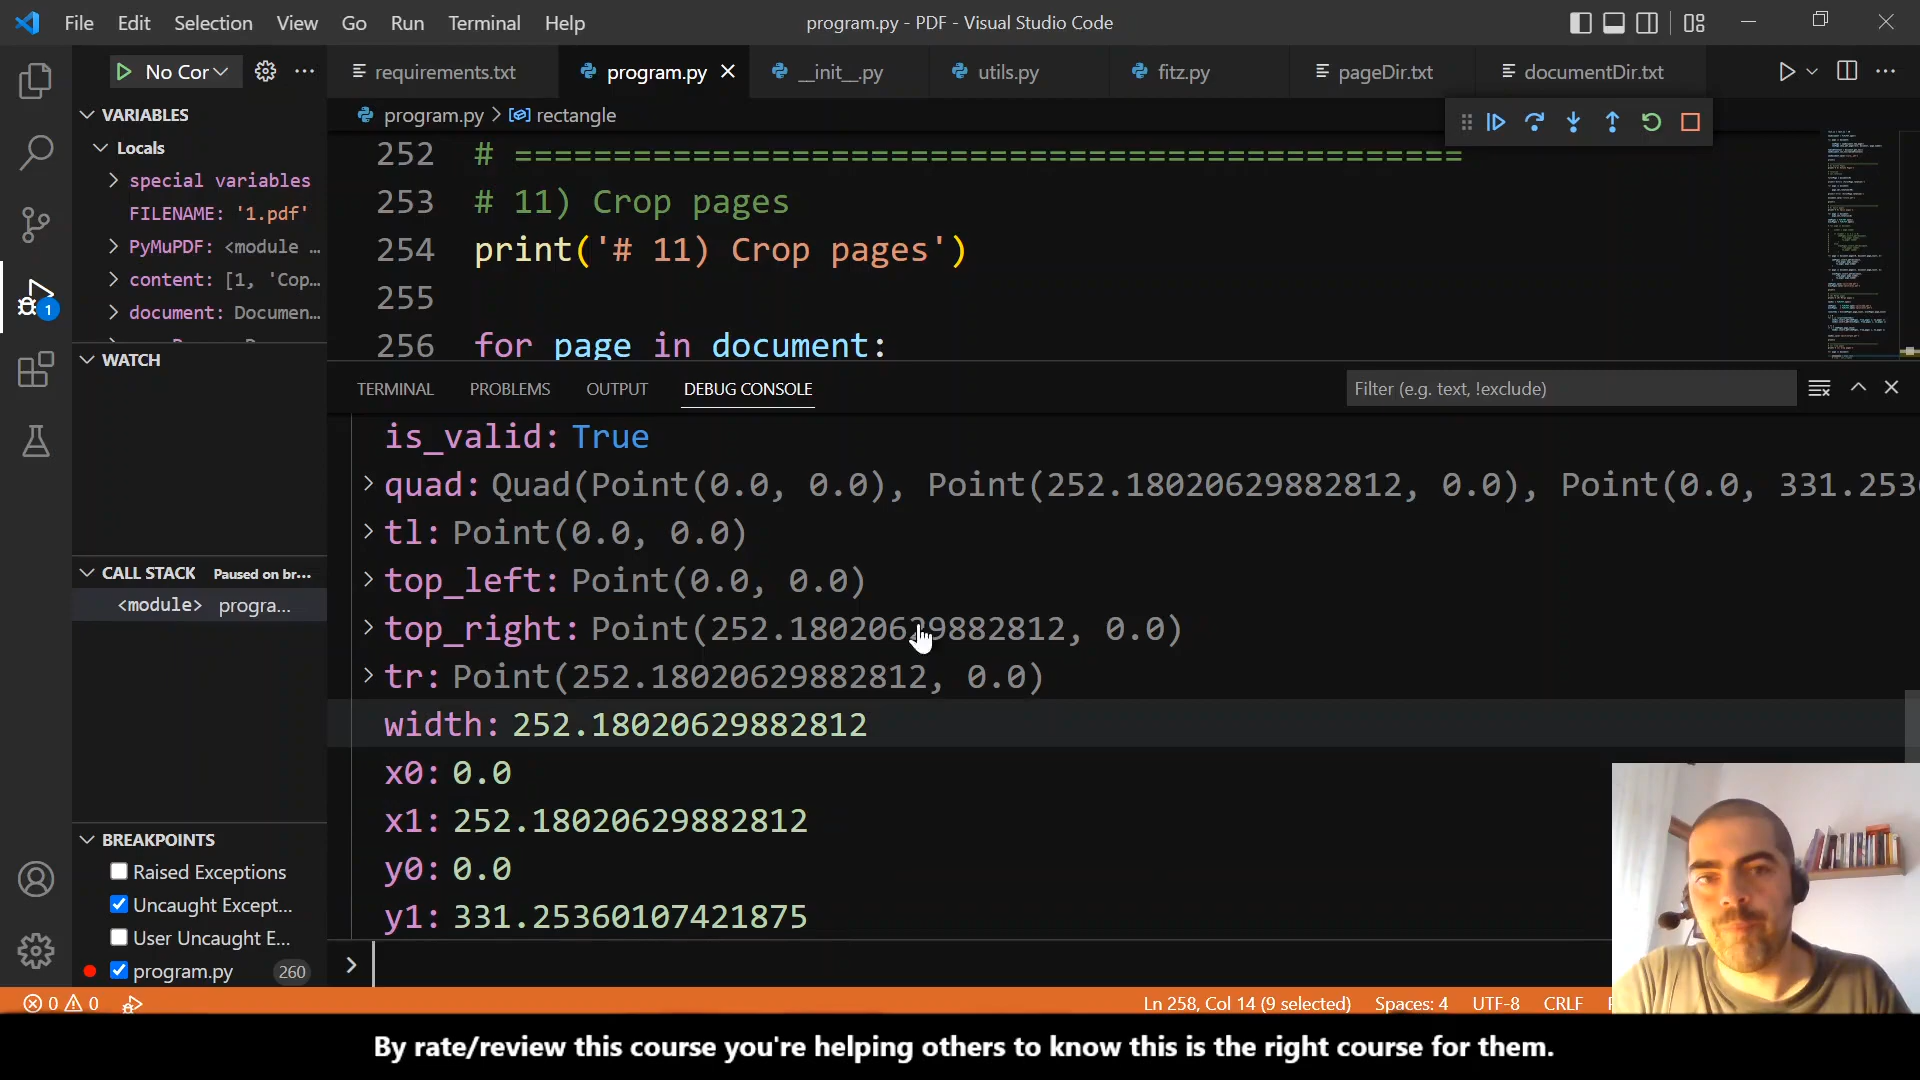 File Edit Selection View Go Run Terminal Help program.py - PDF - Visual Studio Code
No Cor
requirements.txt program.py __init__.py utils.py fitz.py pageDir.txt documentDir.txt
program.py > rectangle
VARIABLES
Locals
special variables
FILENAME: '1.pdf'
PyMuPDF: <module ...
content: [1, 'Cop...
document: Documen...
WATCH
CALL STACK Paused on br...
<module> progra...
BREAKPOINTS
Raised Exceptions
Uncaught Except...
User Uncaught E...
program.py 260
1
252 # ================================================
253 # 11) Crop pages
254 print('# 11) Crop pages')
255
256 for page in document:
TERMINAL PROBLEMS OUTPUT DEBUG CONSOLE Filter (e.g. text, !exclude)
is_valid: True
quad: Quad(Point(0.0, 0.0), Point(252.18020629882812, 0.0), Point(0.0, 331.253
tl: Point(0.0, 0.0)
top_left: Point(0.0, 0.0)
top_right: Point(252.18020629882812, 0.0)
tr: Point(252.18020629882812, 0.0)
width: 252.18020629882812
x0: 0.0
x1: 252.18020629882812
y0: 0.0
y1: 331.25360107421875
>
0 0 Ln 258, Col 14 (9 selected) Spaces: 4 UTF-8 CRLF
By rate/review this course you're helping others to know this is the right course for them.